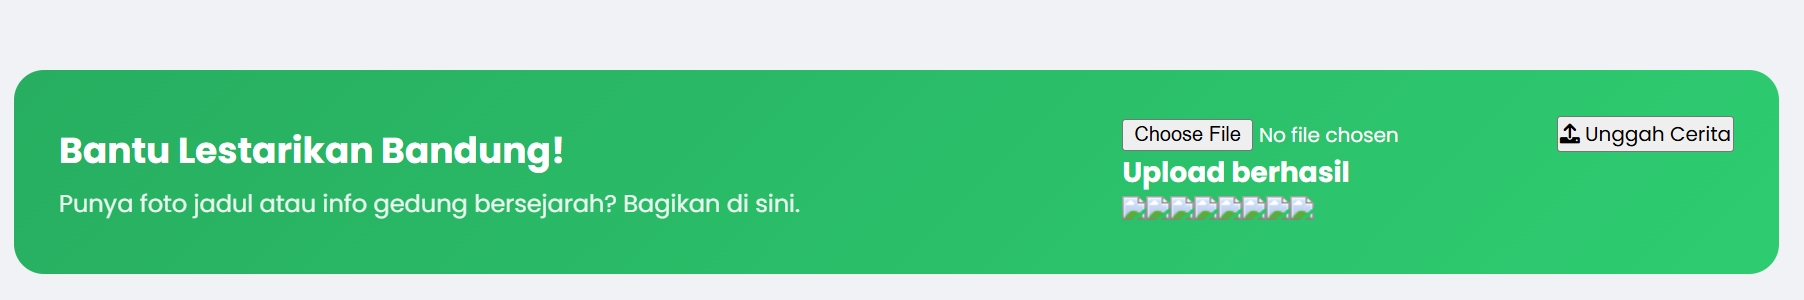 Bantu Lestarikan Bandung!
Punya foto jadul atau info gedung bersejarah? Bagikan di sini.
Choose File No file chosen
Upload berhasil
Unggah Cerita